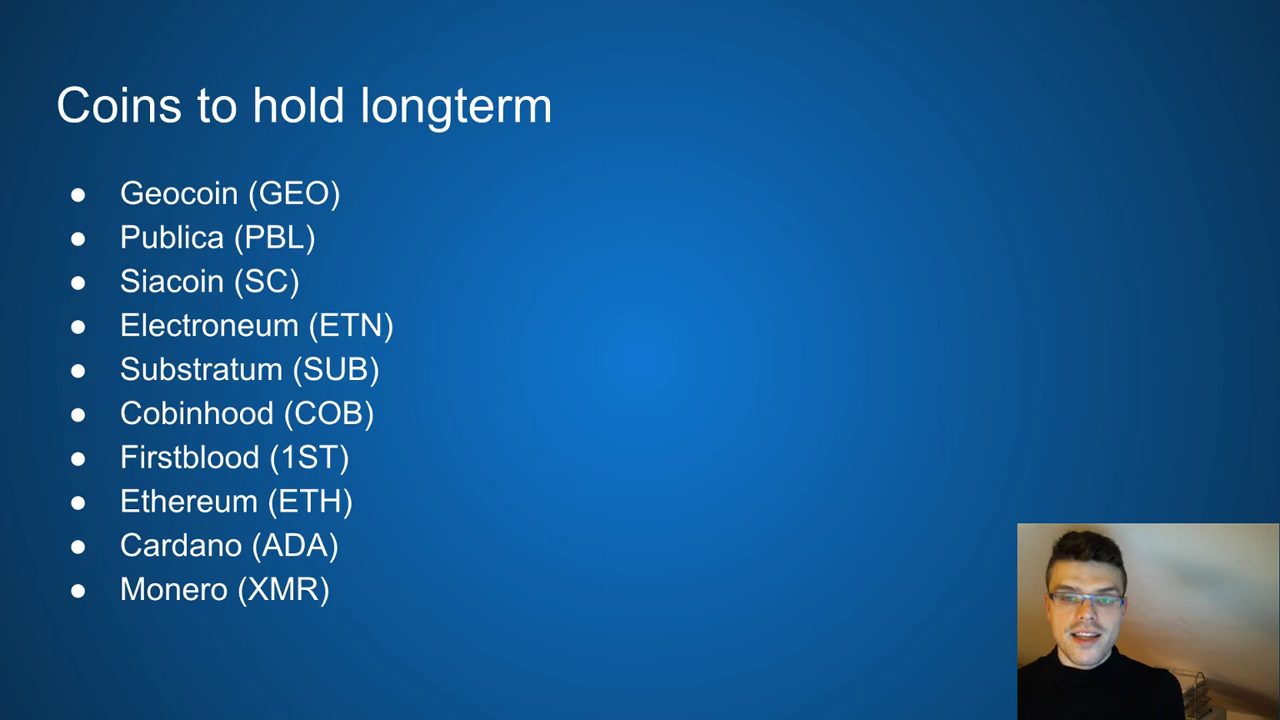 Coins to hold longterm
● Geocoin (GEO)
● Publica (PBL)
● Siacoin (SC)
● Electroneum (ETN)
● Substratum (SUB)
● Cobinhood (COB)
● Firstblood (1ST)
● Ethereum (ETH)
● Cardano (ADA)
● Monero (XMR)